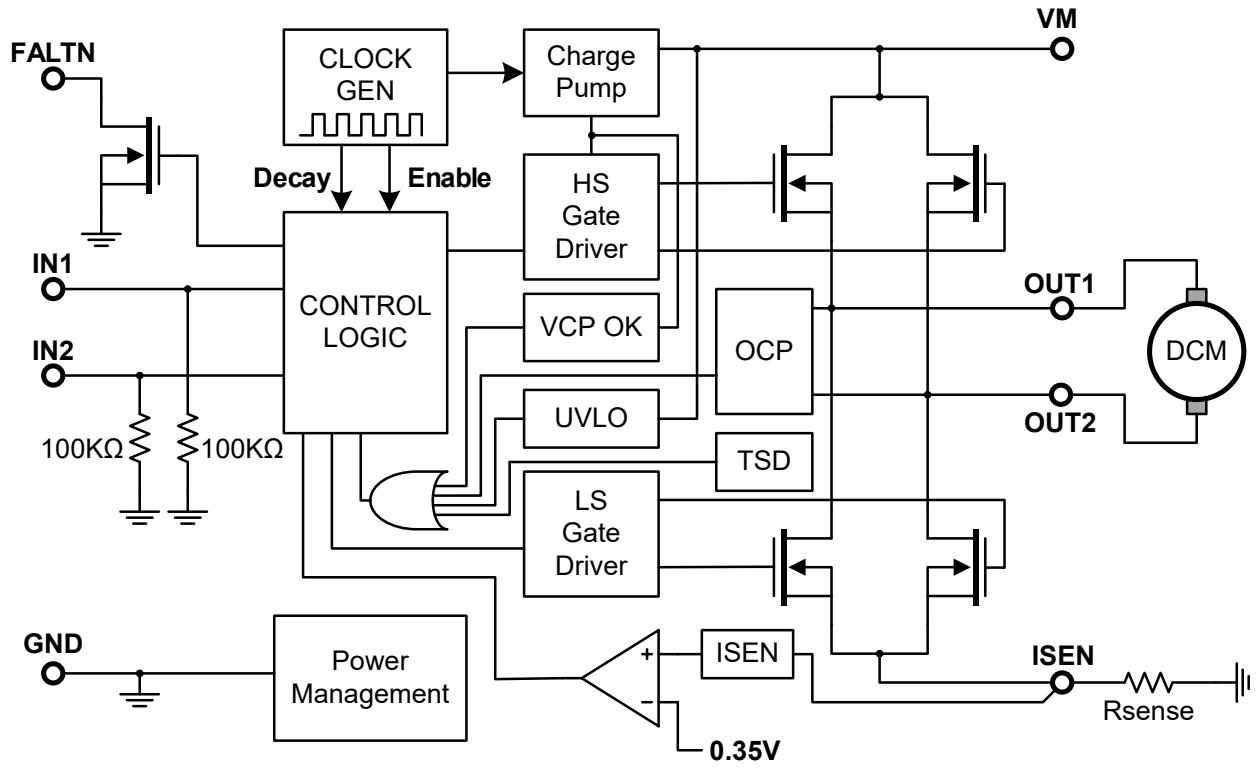 VM
FALTN
CLOCK
GEN
Charge
Pump
Decay
Enable
HS
Gate
Driver
IN1
CONTROL
LOGIC
VCP OK
OCP
OUT1
DCM
IN2
OUT2
UVLO
100KΩ
100KΩ
TSD
LS
Gate
Driver
GND
Power
Management
+
−
ISEN
ISEN
Rsense
0.35V